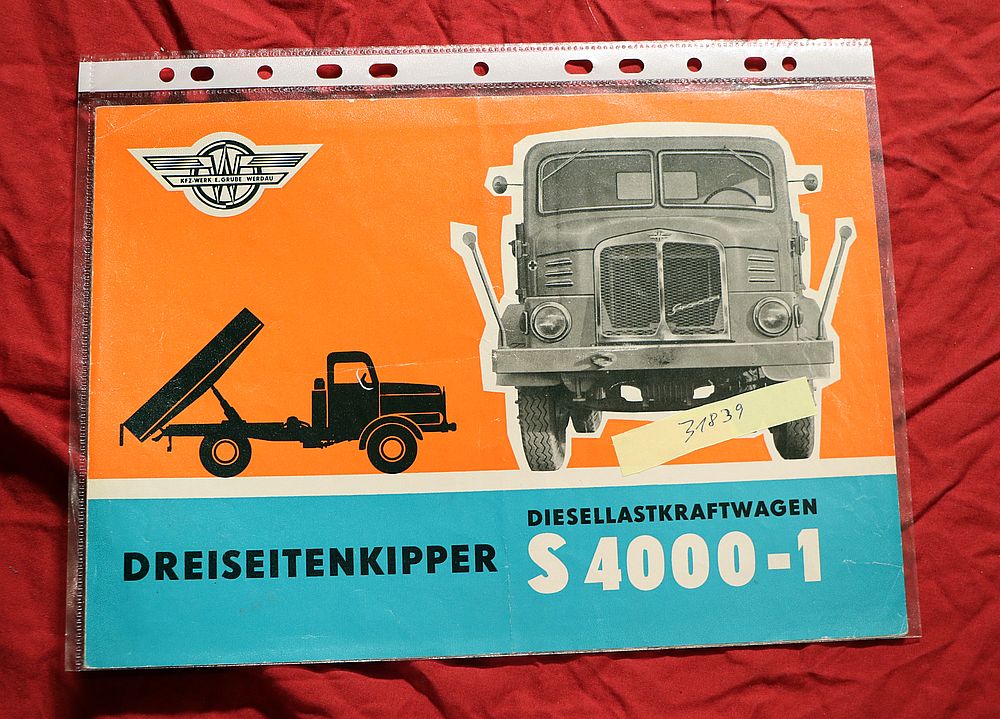 KFZ-WERK E. GRUBE WERDAU
31839
DIESELLASTKRAFTWAGEN
DREISEITENKIPPER
S 4000-1